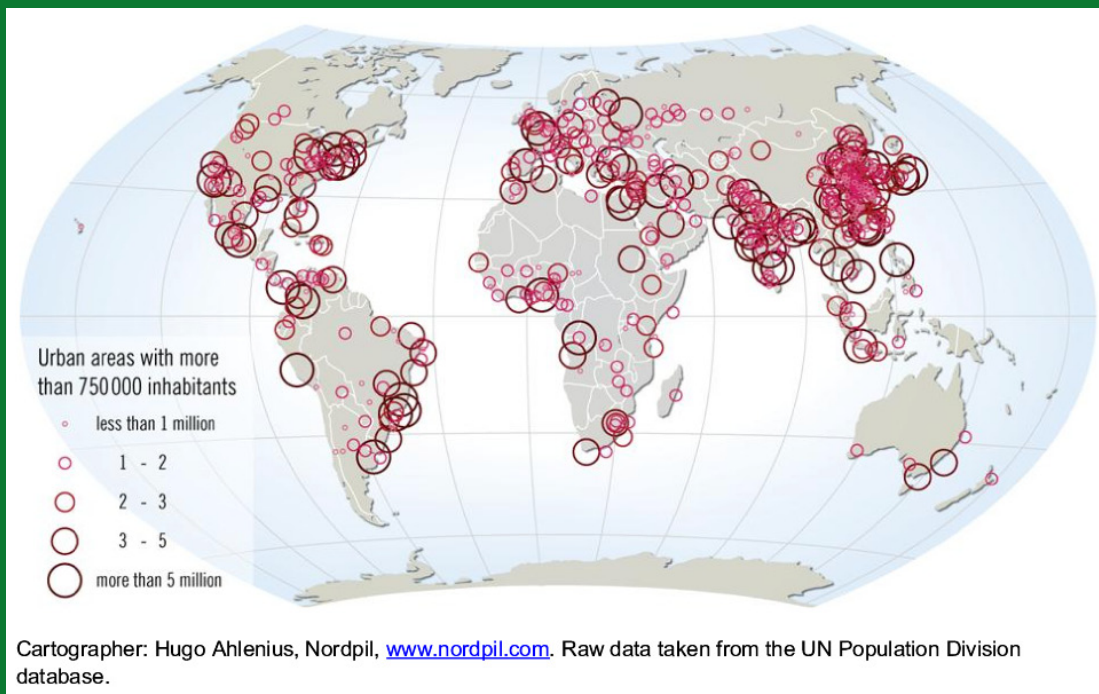 Urban areas with more
than 750 000 inhabitants
less than 1 million
1 - 2
2 - 3
3 - 5
more than 5 million
Cartographer: Hugo Ahlenius, Nordpil, www.nordpil.com. Raw data taken from the UN Population Division
database.